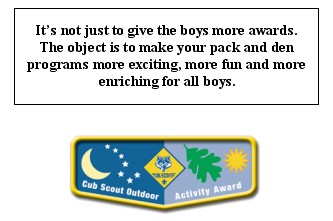 It's not just to give the boys more awards.
The object is to make your pack and den
programs more exciting, more fun and more
enriching for all boys.
Cub Scout Outdoor Activity Award